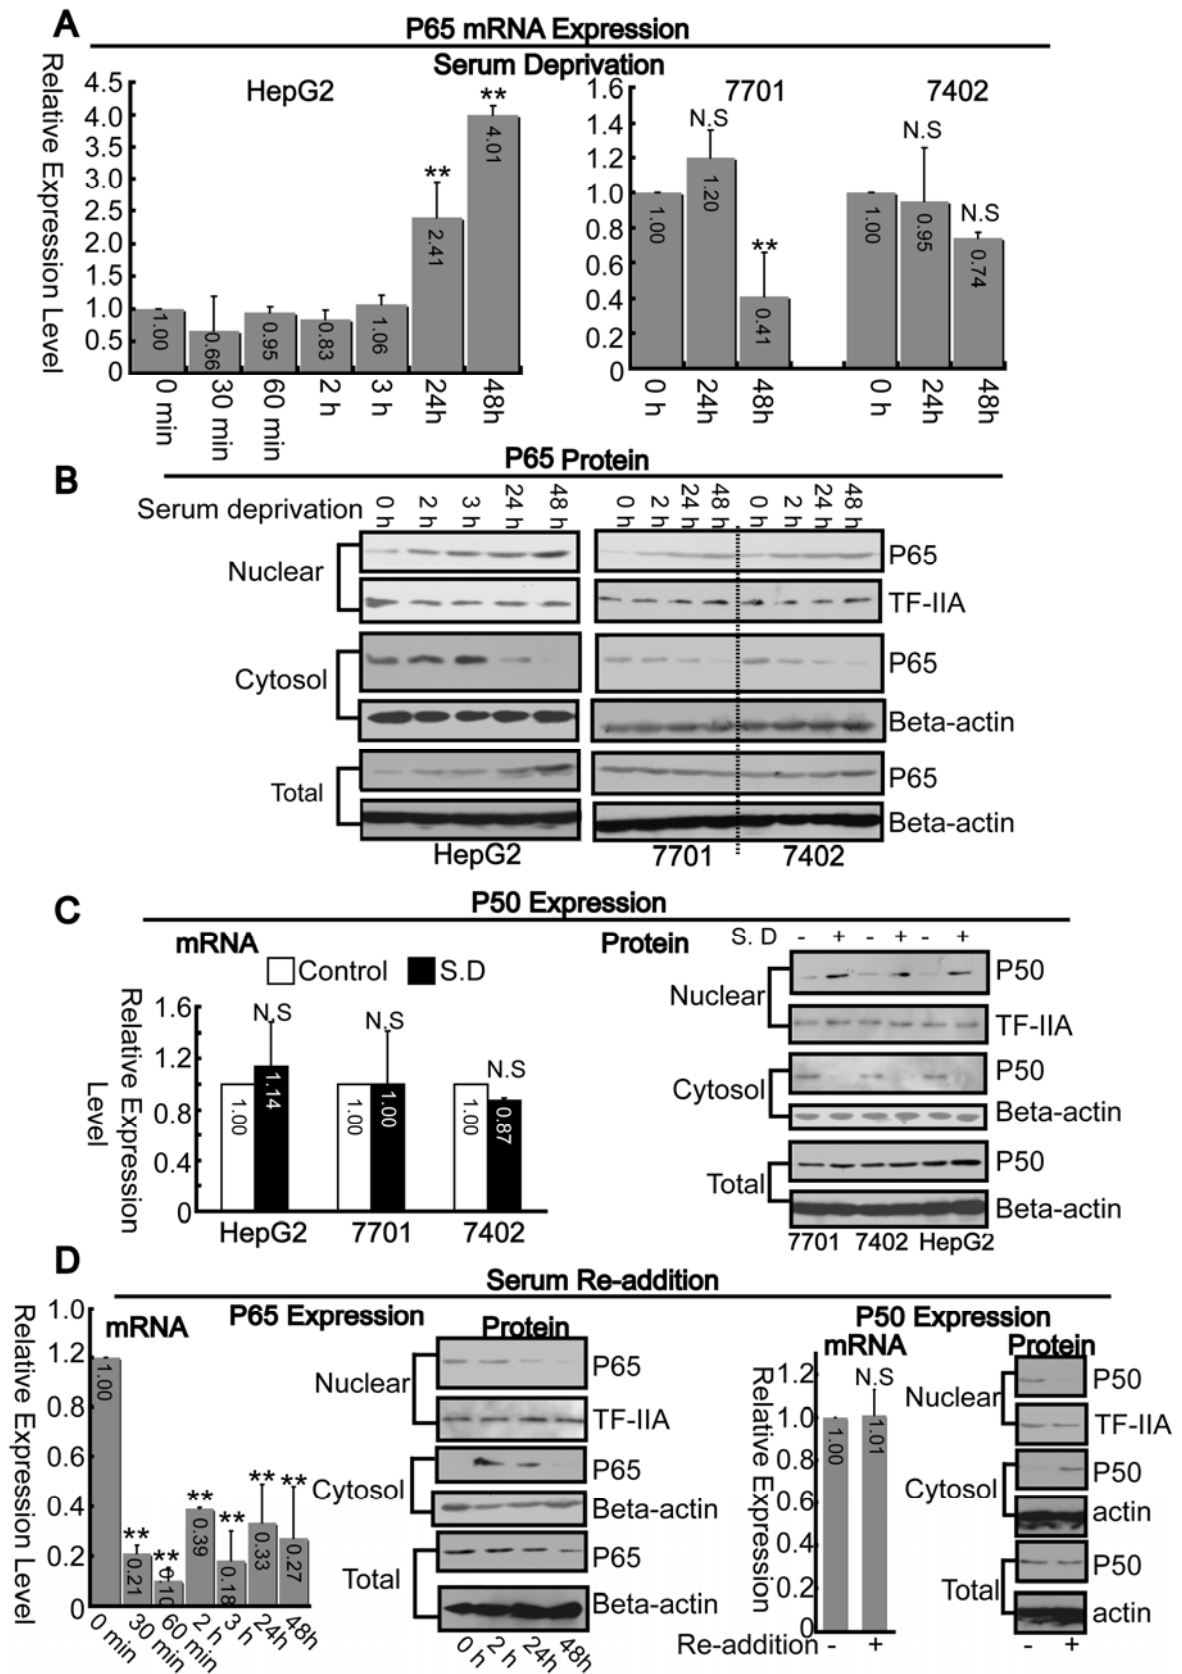 A
P65 mRNA Expression
Serum Deprivation
Relative Expression Level
4.5
4.0
3.5
3.0
2.5
2.0
1.5
1.0
0.5
0
HepG2
1.00
0.66
0.95
0.83
1.06
** 2.41
** 4.01
0 min
30 min
60 min
2 h
3 h
24h
48h
1.6
1.4
1.2
1.0
0.8
0.6
0.4
0.2
0
7701
1.00
N.S 1.20
** 0.41
0 h
24h
48h
7402
1.00
N.S 0.95
N.S 0.74
0 h
24h
48h
B
P65 Protein
Serum deprivation
0 h 2 h 3 h 24 h 48 h
0 h 2 h 24 h 48 h 0 h 2 h 24 h 48 h
Nuclear
P65
TF-IIA
Cytosol
P65
Beta-actin
Total
P65
Beta-actin
HepG2 7701 7402
C
P50 Expression
mRNA
Control S.D
Relative Expression
Level
1.6
1.2
0.8
0.4
0
1.00
N.S 1.14
1.00
N.S 1.00
1.00
N.S 0.87
HepG2 7701 7402
Protein
S. D - + - + - +
Nuclear
P50
TF-IIA
Cytosol
P50
Beta-actin
Total
P50
Beta-actin
7701 7402 HepG2
D
Serum Re-addition
P65 Expression
mRNA
Relative Expression Level
1.0
1.2
0.8
0.6
0.4
0.2
0
1.00
** 0.21
** 0.10
** 0.39
** 0.18
** 0.33
** 0.27
0 min
30 min
60 min
2 h
3 h
24h
48h
Protein
Nuclear
P65
TF-IIA
Cytosol
P65
Beta-actin
Total
P65
Beta-actin
0 h 2 h 24h 48h
P50 Expression
mRNA
Relative Expression
1.2
1.0
0.8
0.6
0.4
0.2
0
1.00
N.S 1.01
Re-addition - +
Protein
Nuclear
P50
TF-IIA
Cytosol
P50
actin
Total
P50
actin
- +